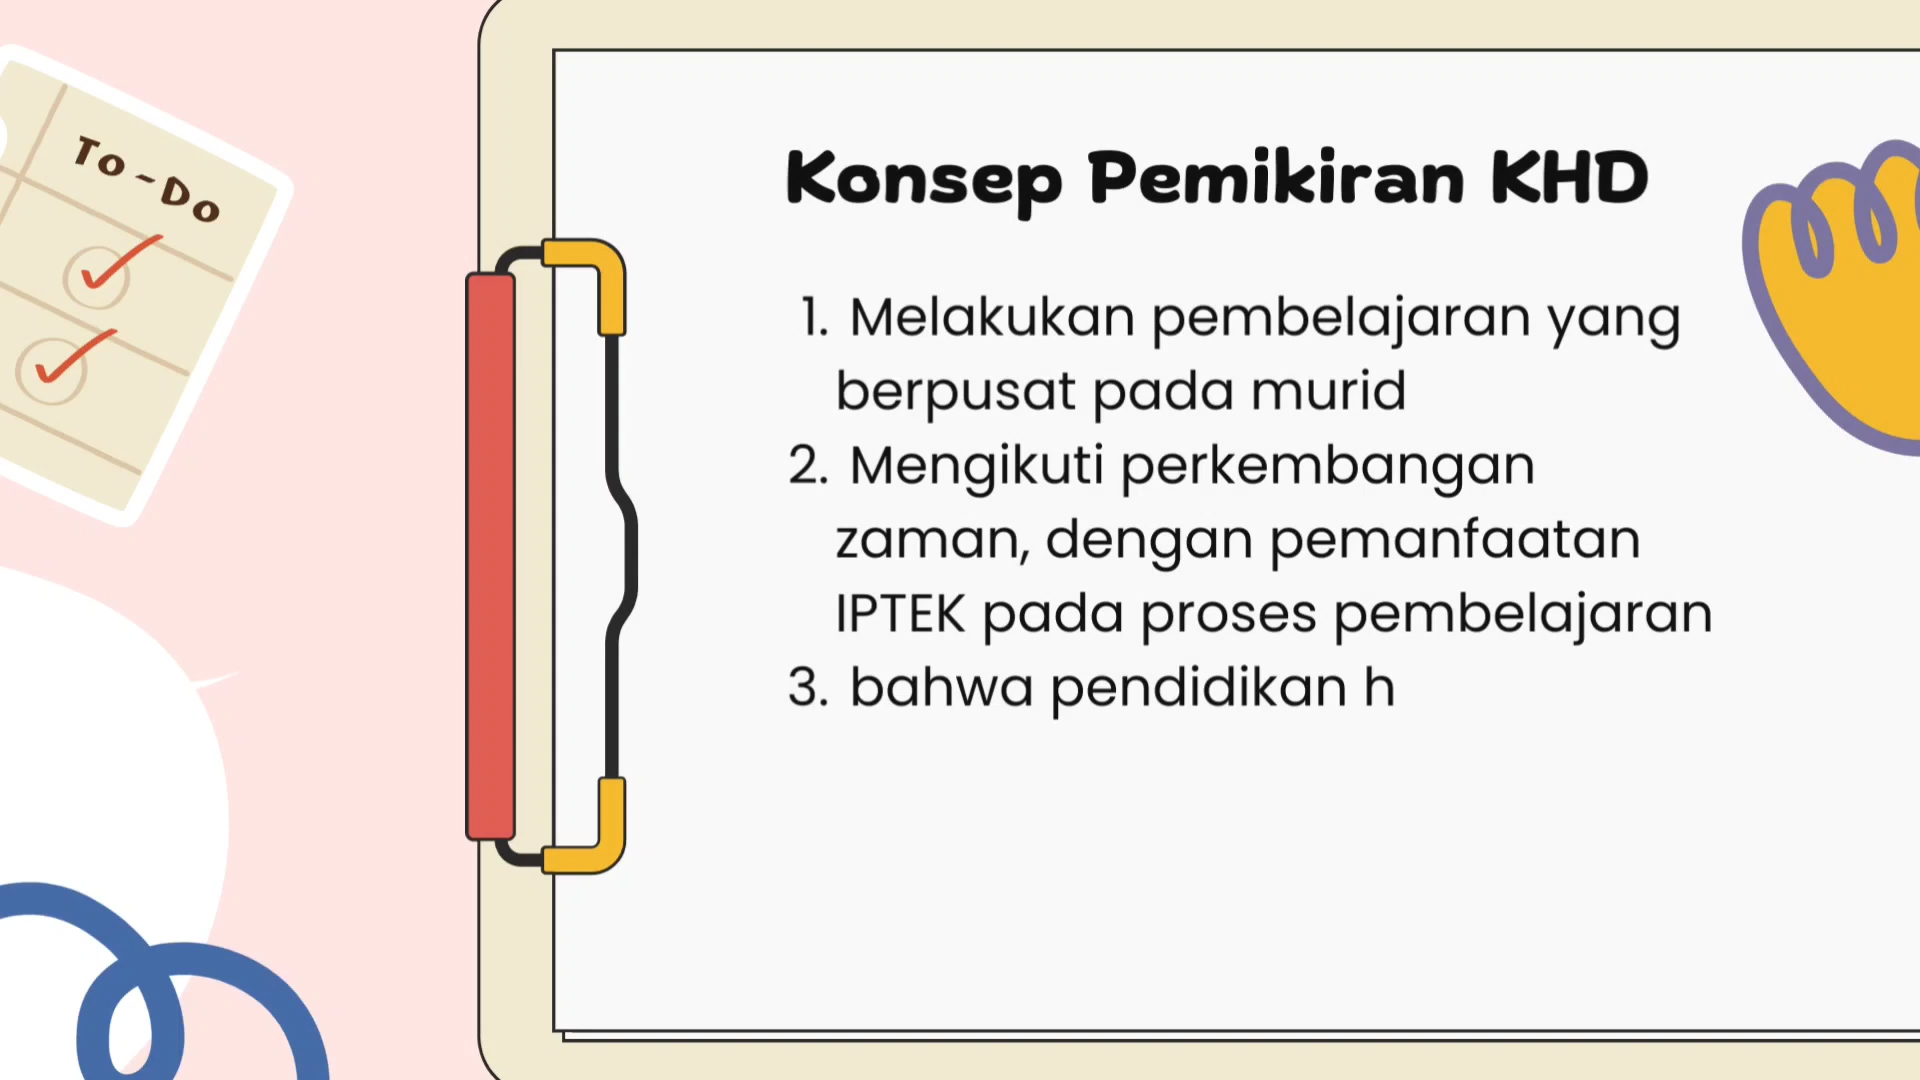 To-Do
Konsep Pemikiran KHD
1. Melakukan pembelajaran yang
berpusat pada murid
2. Mengikuti perkembangan
zaman, dengan pemanfaatan
IPTEK pada proses pembelajaran
3. bahwa pendidikan h